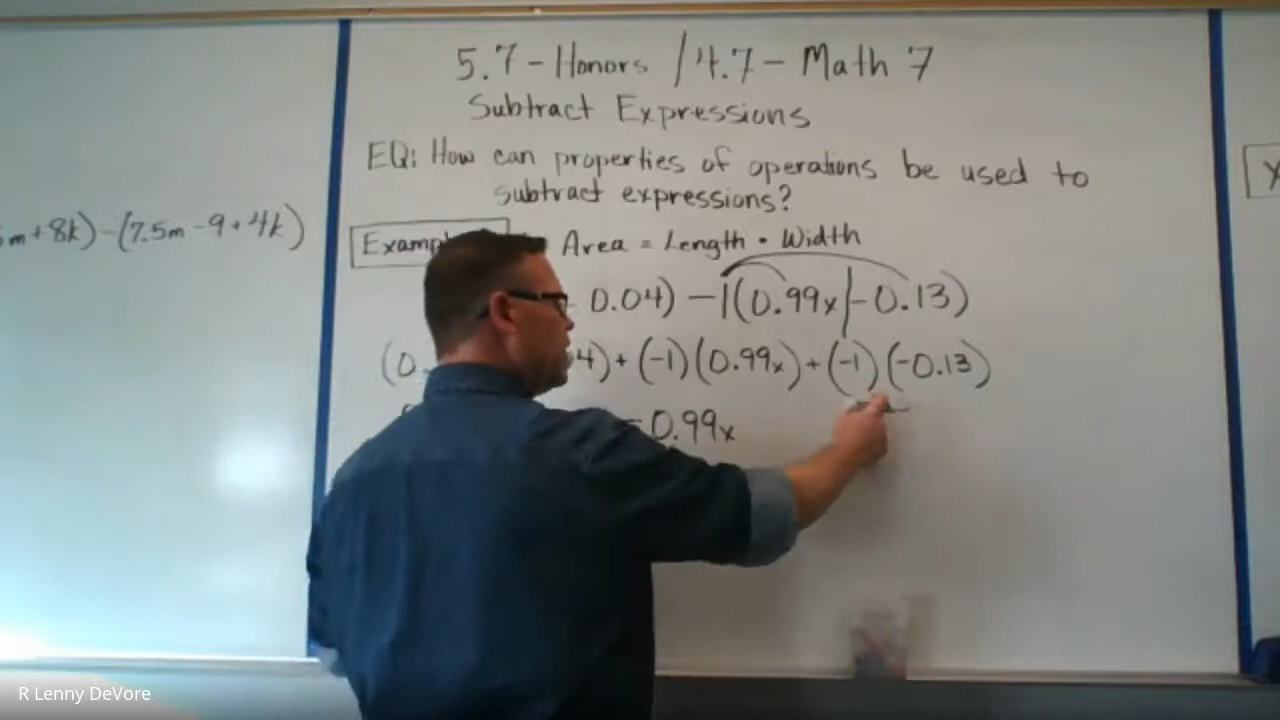 5.7 - Honors / 4.7 - Math 7
Subtract Expressions
EQ: How can properties of operations be used to
subtract expressions?
m + 8k) - (7.5m - 9 + 4k)
Area = Length • Width
0.04) - 1(0.99x - 0.13)
(0. 4) + (-1)(0.99x) + (-1)(-0.13)
0.99x
R Lenny DeVore